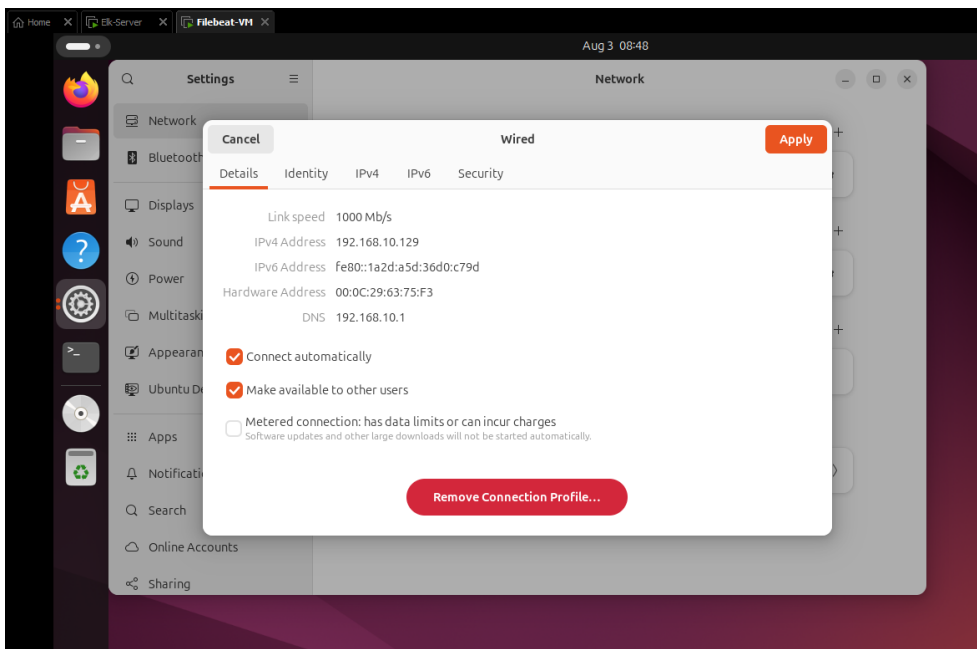 Home Elk-Server Filebeat-VM
Aug 3 08:48
Settings
Network
Network
Bluetooth
Displays
Sound
Power
Multitaski
Appearan
Ubuntu De
Apps
Notificati
Search
Online Accounts
Sharing
Cancel Wired Apply
Details Identity IPv4 IPv6 Security
Link speed 1000 Mb/s
IPv4 Address 192.168.10.129
IPv6 Address fe80::1a2d:a5d:36d0:c79d
Hardware Address 00:0C:29:63:75:F3
DNS 192.168.10.1
Connect automatically
Make available to other users
Metered connection: has data limits or can incur charges
Software updates and other large downloads will not be started automatically.
Remove Connection Profile...